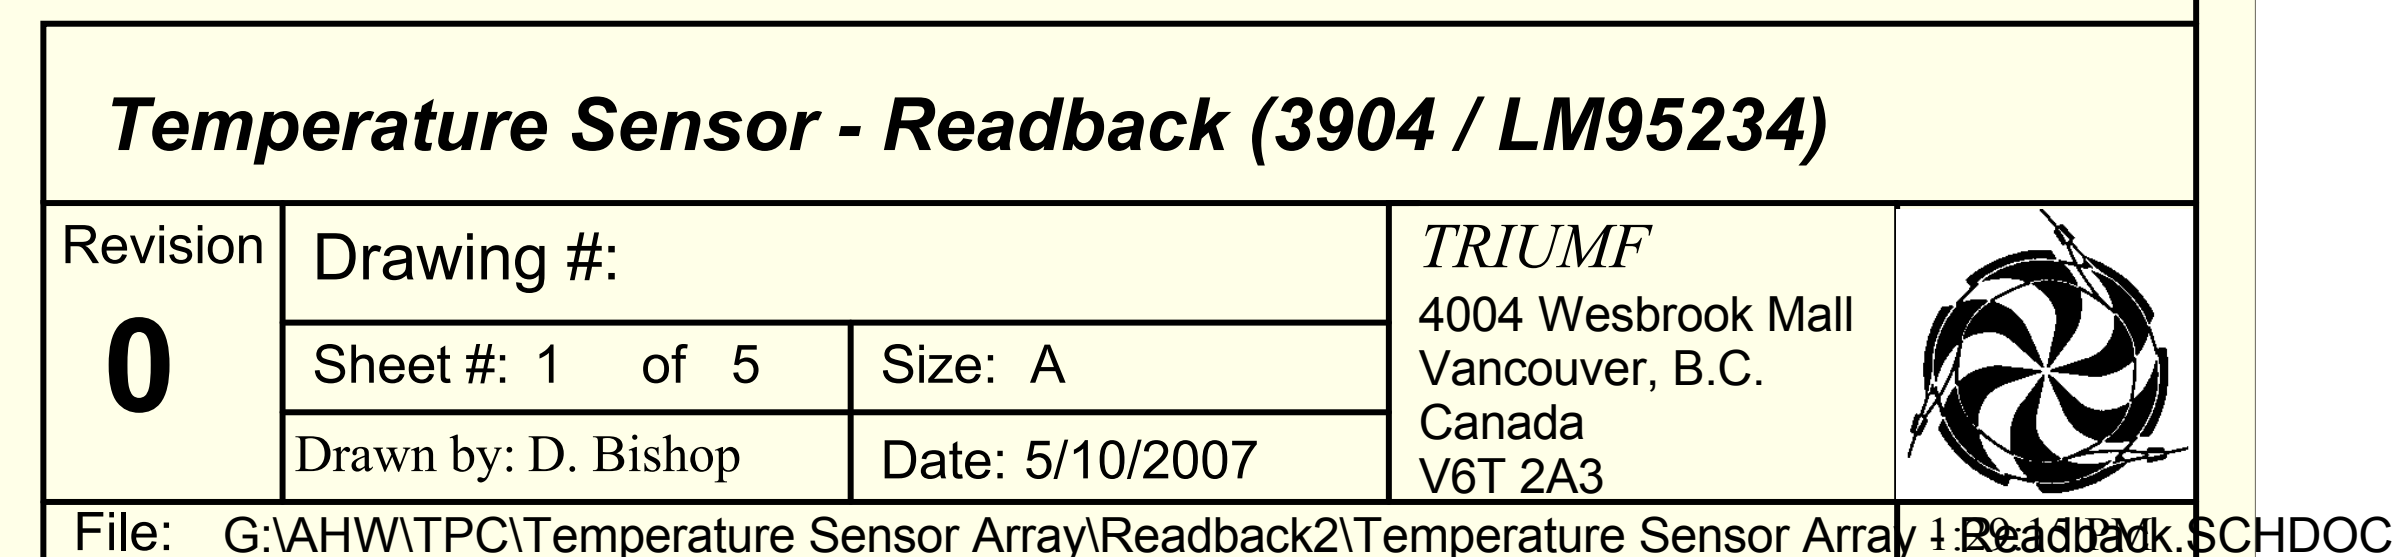 Temperature Sensor - Readback (3904 / LM95234)
Revision
0
Drawing #:
Sheet #: 1 of 5
Size: A
Drawn by: D. Bishop
Date: 5/10/2007
TRIUMF
4004 Wesbrook Mall
Vancouver, B.C.
Canada
V6T 2A3
File: G:\AHW\TPC\Temperature Sensor Array\Readback2\Temperature Sensor Array - Readback.SCHDOC